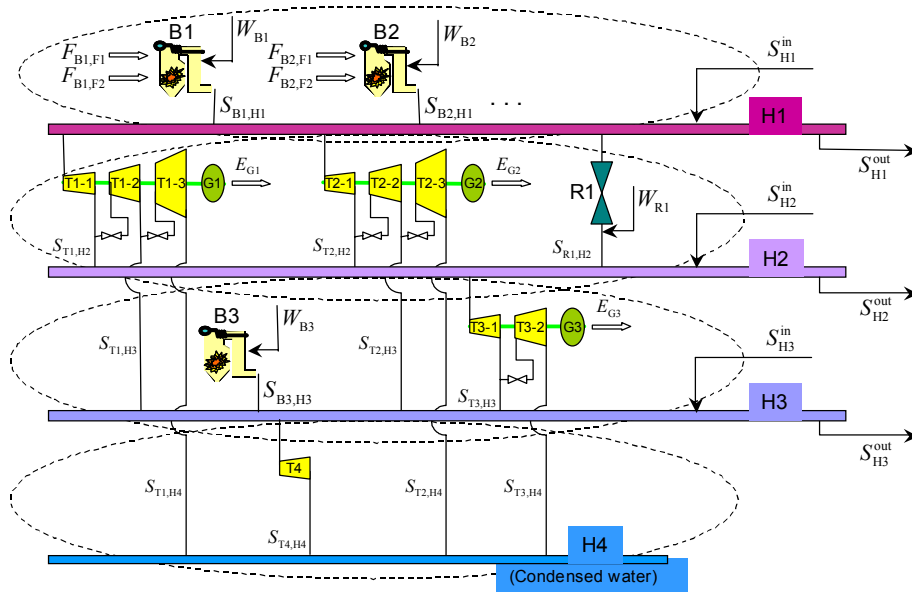 B1
W_B1
B2
W_B2
F_B1,F1
F_B1,F2
F_B2,F1
F_B2,F2
S_H1^in
S_B1,H1
S_B2,H1
. . .
H1
S_H1^out
T1-1
T1-2
T1-3
G1
E_G1
T2-1
T2-2
T2-3
G2
E_G2
R1
W_R1
S_H2^in
S_T1,H2
S_T2,H2
S_R1,H2
H2
S_H2^out
B3
W_B3
T3-1
T3-2
G3
E_G3
S_H3^in
S_T1,H3
S_T2,H3
S_B3,H3
S_T3,H3
H3
S_H3^out
T4
S_T1,H4
S_T2,H4
S_T3,H4
S_T4,H4
H4
(Condensed water)